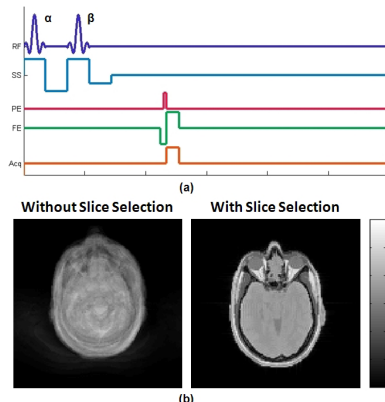 α β
RF
SS
PE
FE
Acq
(a)
Without Slice Selection With Slice Selection
(b)